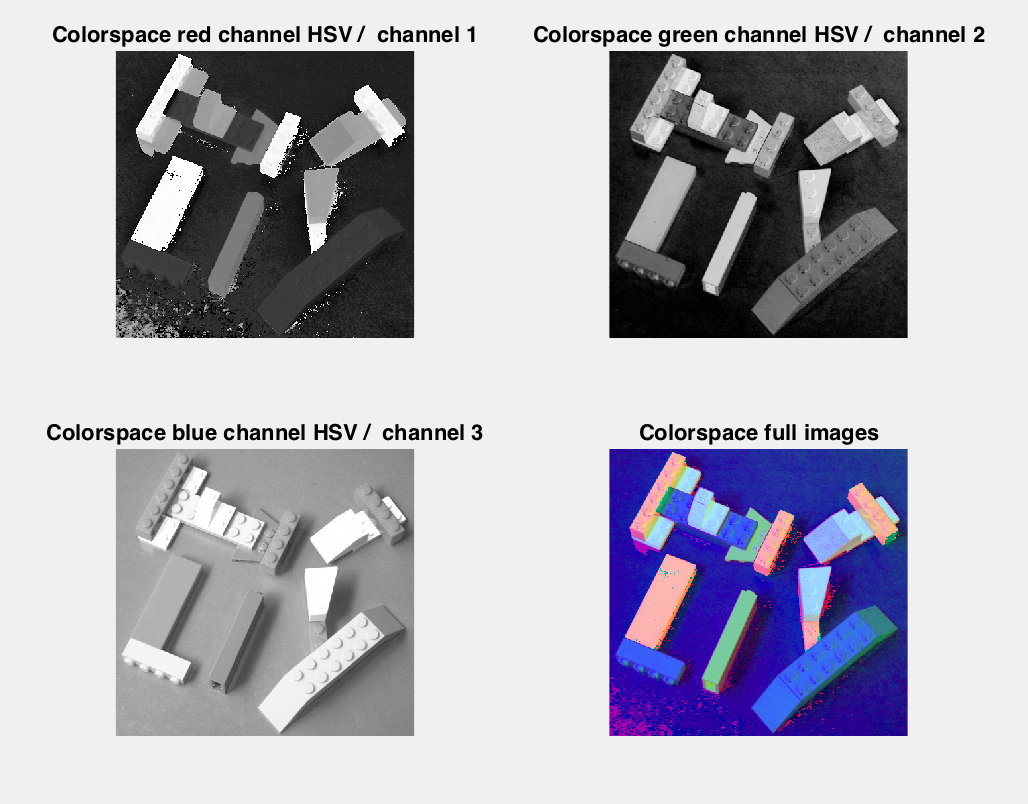 Colorspace red channel HSV /  channel 1
Colorspace green channel HSV /  channel 2
Colorspace blue channel HSV /  channel 3
Colorspace full images